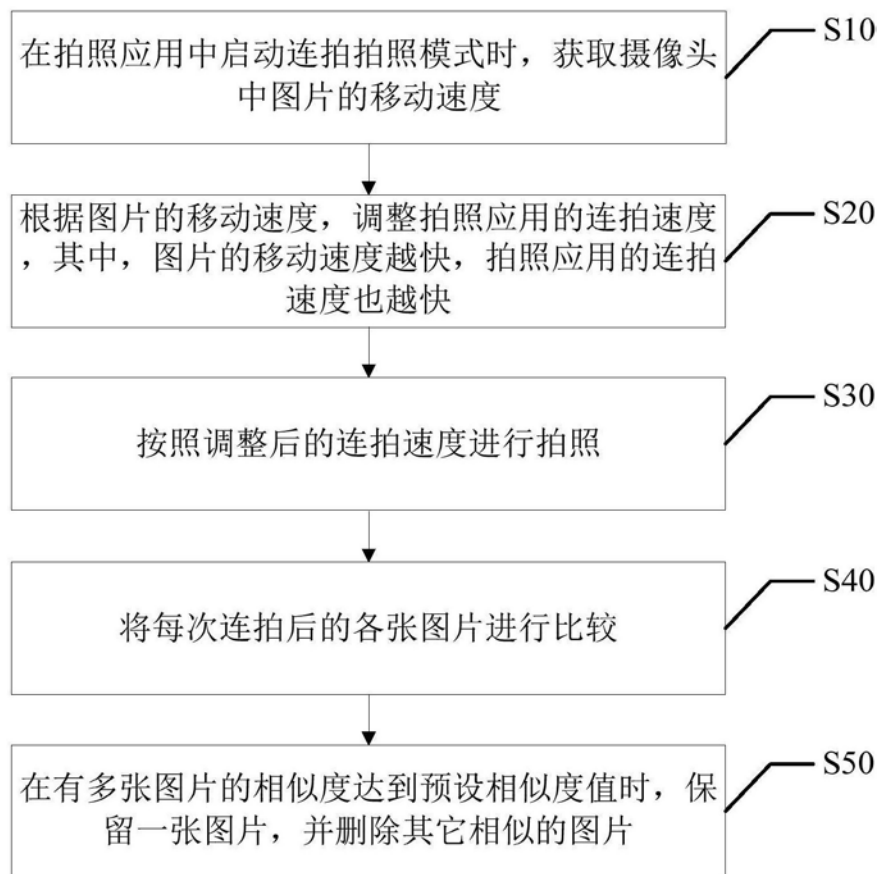 在拍照应用中启动连拍拍照模式时，获取摄像头
中图片的移动速度
S10
根据图片的移动速度，调整拍照应用的连拍速度
，其中，图片的移动速度越快，拍照应用的连拍
速度也越快
S20
按照调整后的连拍速度进行拍照
S30
将每次连拍后的各张图片进行比较
S40
在有多张图片的相似度达到预设相似度值时，保
留一张图片，并删除其它相似的图片
S50